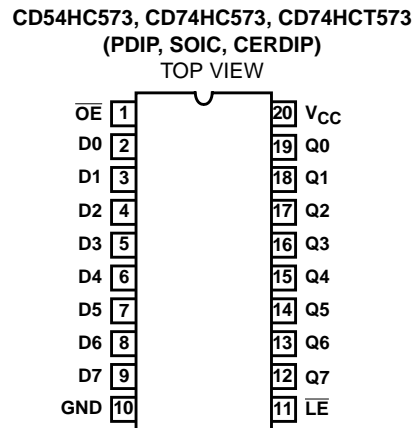 CD54HC573, CD74HC573, CD74HCT573
(PDIP, SOIC, CERDIP)
TOP VIEW
O̅E̅ 1 20 VCC
D0 2 19 Q0
D1 3 18 Q1
D2 4 17 Q2
D3 5 16 Q3
D4 6 15 Q4
D5 7 14 Q5
D6 8 13 Q6
D7 9 12 Q7
GND 10 11 L̅E̅